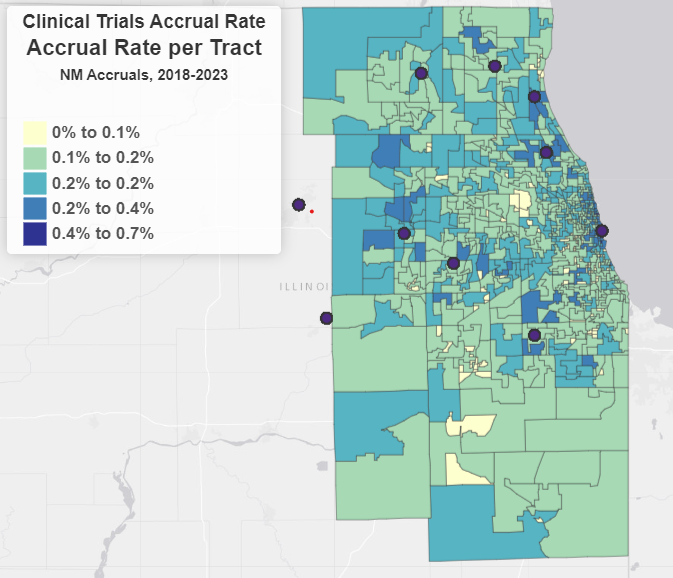 Clinical Trials Accrual Rate
Accrual Rate per Tract
NM Accruals, 2018-2023
0% to 0.1%
0.1% to 0.2%
0.2% to 0.2%
0.2% to 0.4%
0.4% to 0.7%
ILLINOI